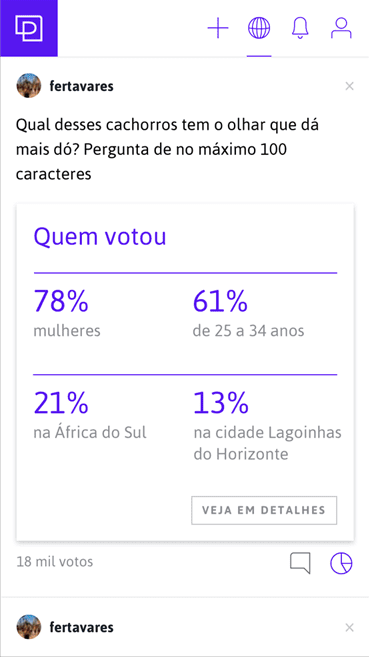 fertavares
Qual desses cachorros tem o olhar que dá
mais dó? Pergunta de no máximo 100
caracteres
Quem votou
78%
mulheres
61%
de 25 a 34 anos
21%
na África do Sul
13%
na cidade Lagoinhas
do Horizonte
VEJA EM DETALHES
18 mil votos
fertavares